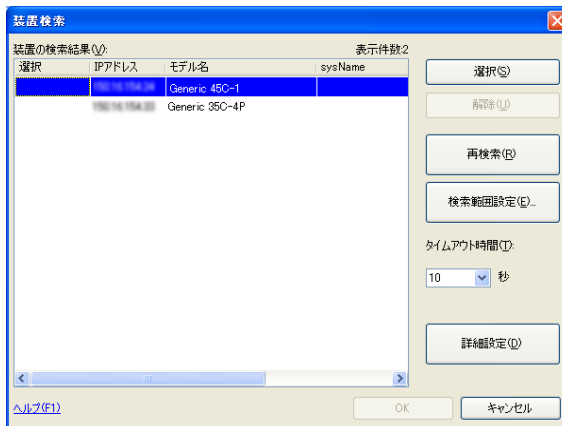 装置検索
装置の検索結果(V):
表示件数:2
選択 IPアドレス モデル名 sysName
Generic 45C-1
Generic 35C-4P
選択(S)
解除(U)
再検索(R)
検索範囲設定(E)...
タイムアウト時間(T):
10 秒
詳細設定(D)
ヘルプ(F1)
OK
キャンセル